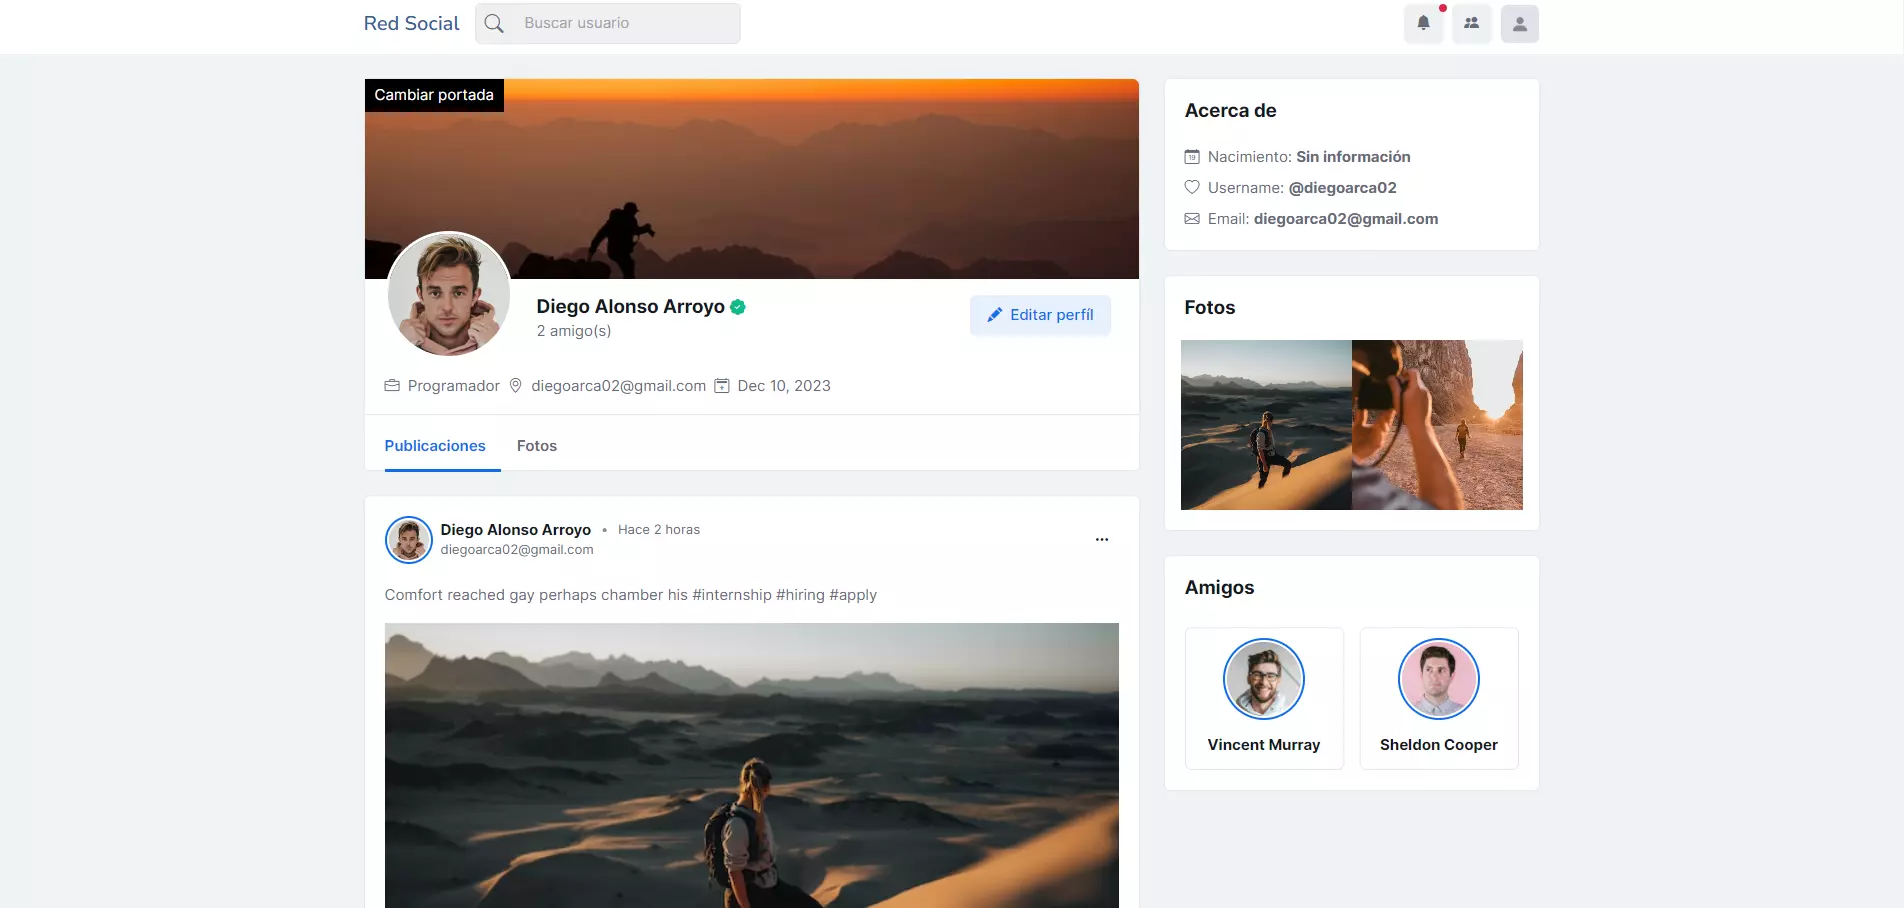 Red Social
Buscar usuario
Cambiar portada
Diego Alonso Arroyo
2 amigo(s)
Editar perfíl
Programador diegoarca02@gmail.com Dec 10, 2023
Publicaciones Fotos
Diego Alonso Arroyo • Hace 2 horas
diegoarca02@gmail.com
Comfort reached gay perhaps chamber his #internship #hiring #apply
Acerca de
Nacimiento: Sin información
Username: @diegoarca02
Email: diegoarca02@gmail.com
Fotos
Amigos
Vincent Murray
Sheldon Cooper